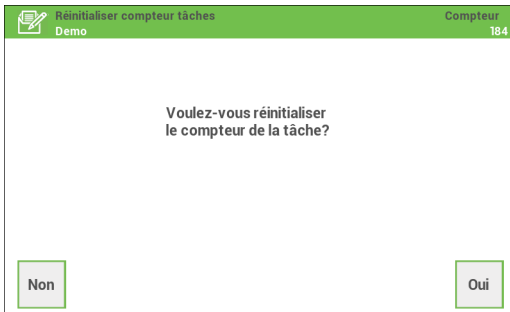 Réinitialiser compteur tâches
Compteur
Demo
184
Voulez-vous réinitialiser
le compteur de la tâche?
Non
Oui